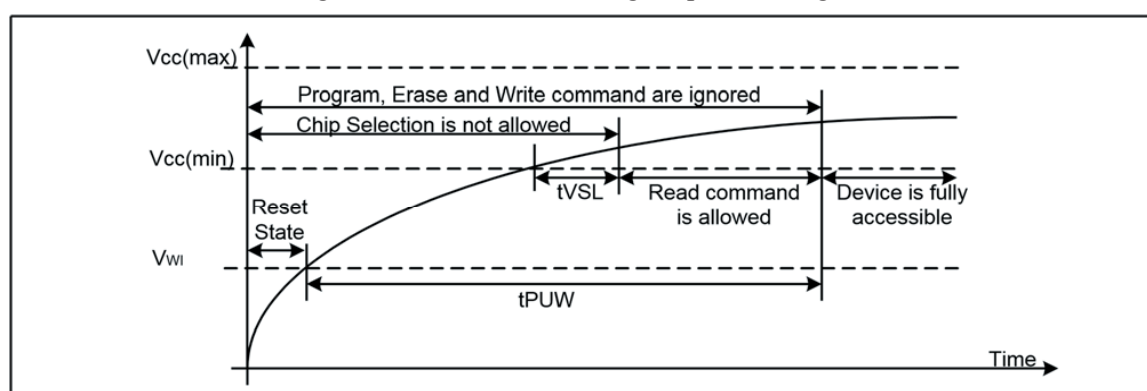 Vcc(max)
Program, Erase and Write command are ignored
Chip Selection is not allowed
Vcc(min)
tVSL
Read command
is allowed
Device is fully
accessible
Reset
State
VWI
tPUW
Time